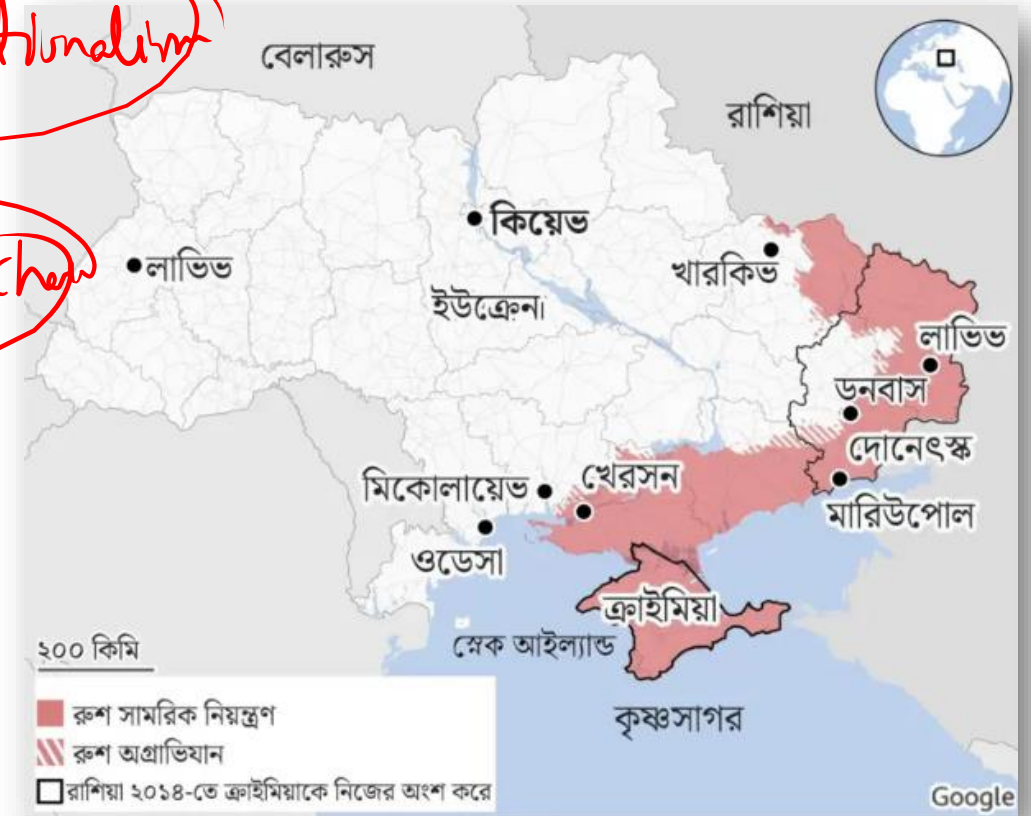 বেলারুস
রাশিয়া
কিয়েভ
লাভিভ
খারকিভ
ইউক্রেন।
লাভিভ
ডনবাস
দোনেৎস্ক
খেরসন
মিকোলায়েভ
মারিউপোল
ওডেসা
ক্রাইমিয়া
স্নেক আইল্যান্ড
২০০ কিমি
কৃষ্ণসাগর
রুশ সামরিক নিয়ন্ত্রণ
রুশ অগ্রাভিযান
রাশিয়া ২০১৪-তে ক্রাইমিয়াকে নিজের অংশ করে
Google